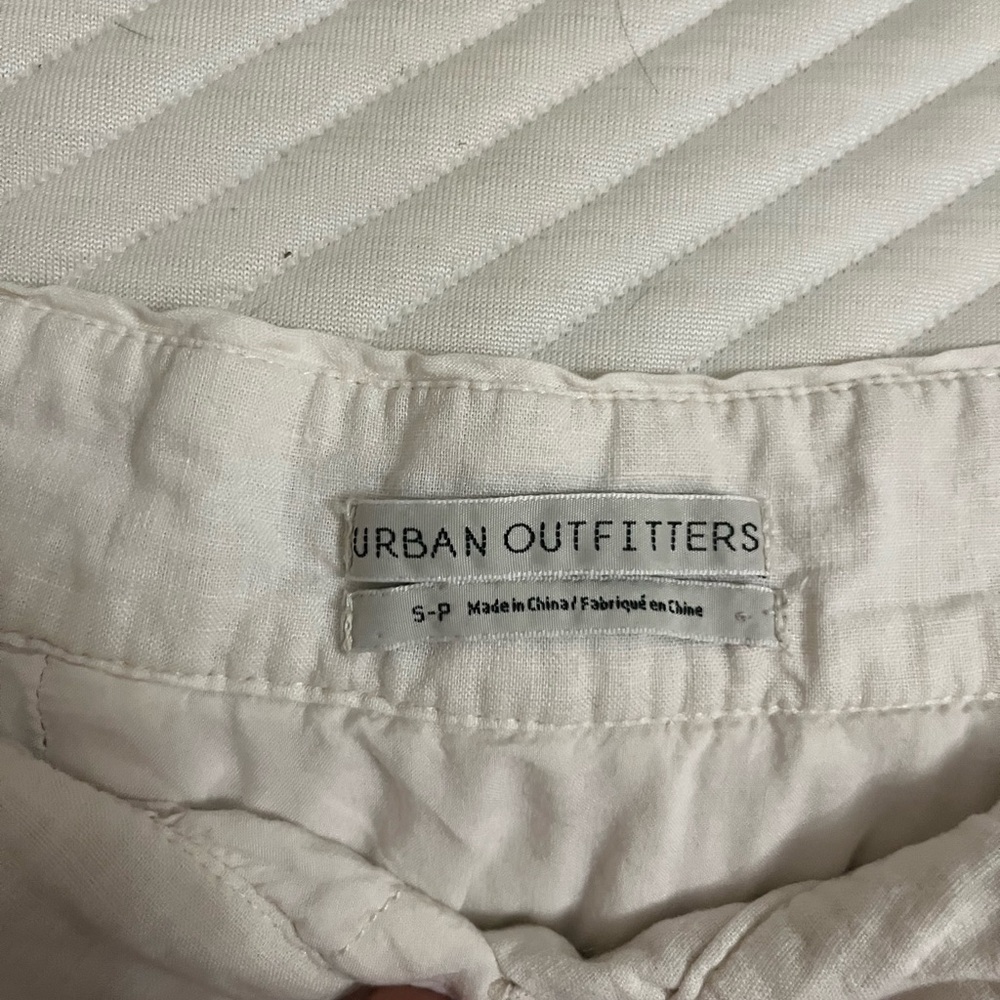 URBAN OUTFITTERS
S-P Made in China / Fabriqué en Chine